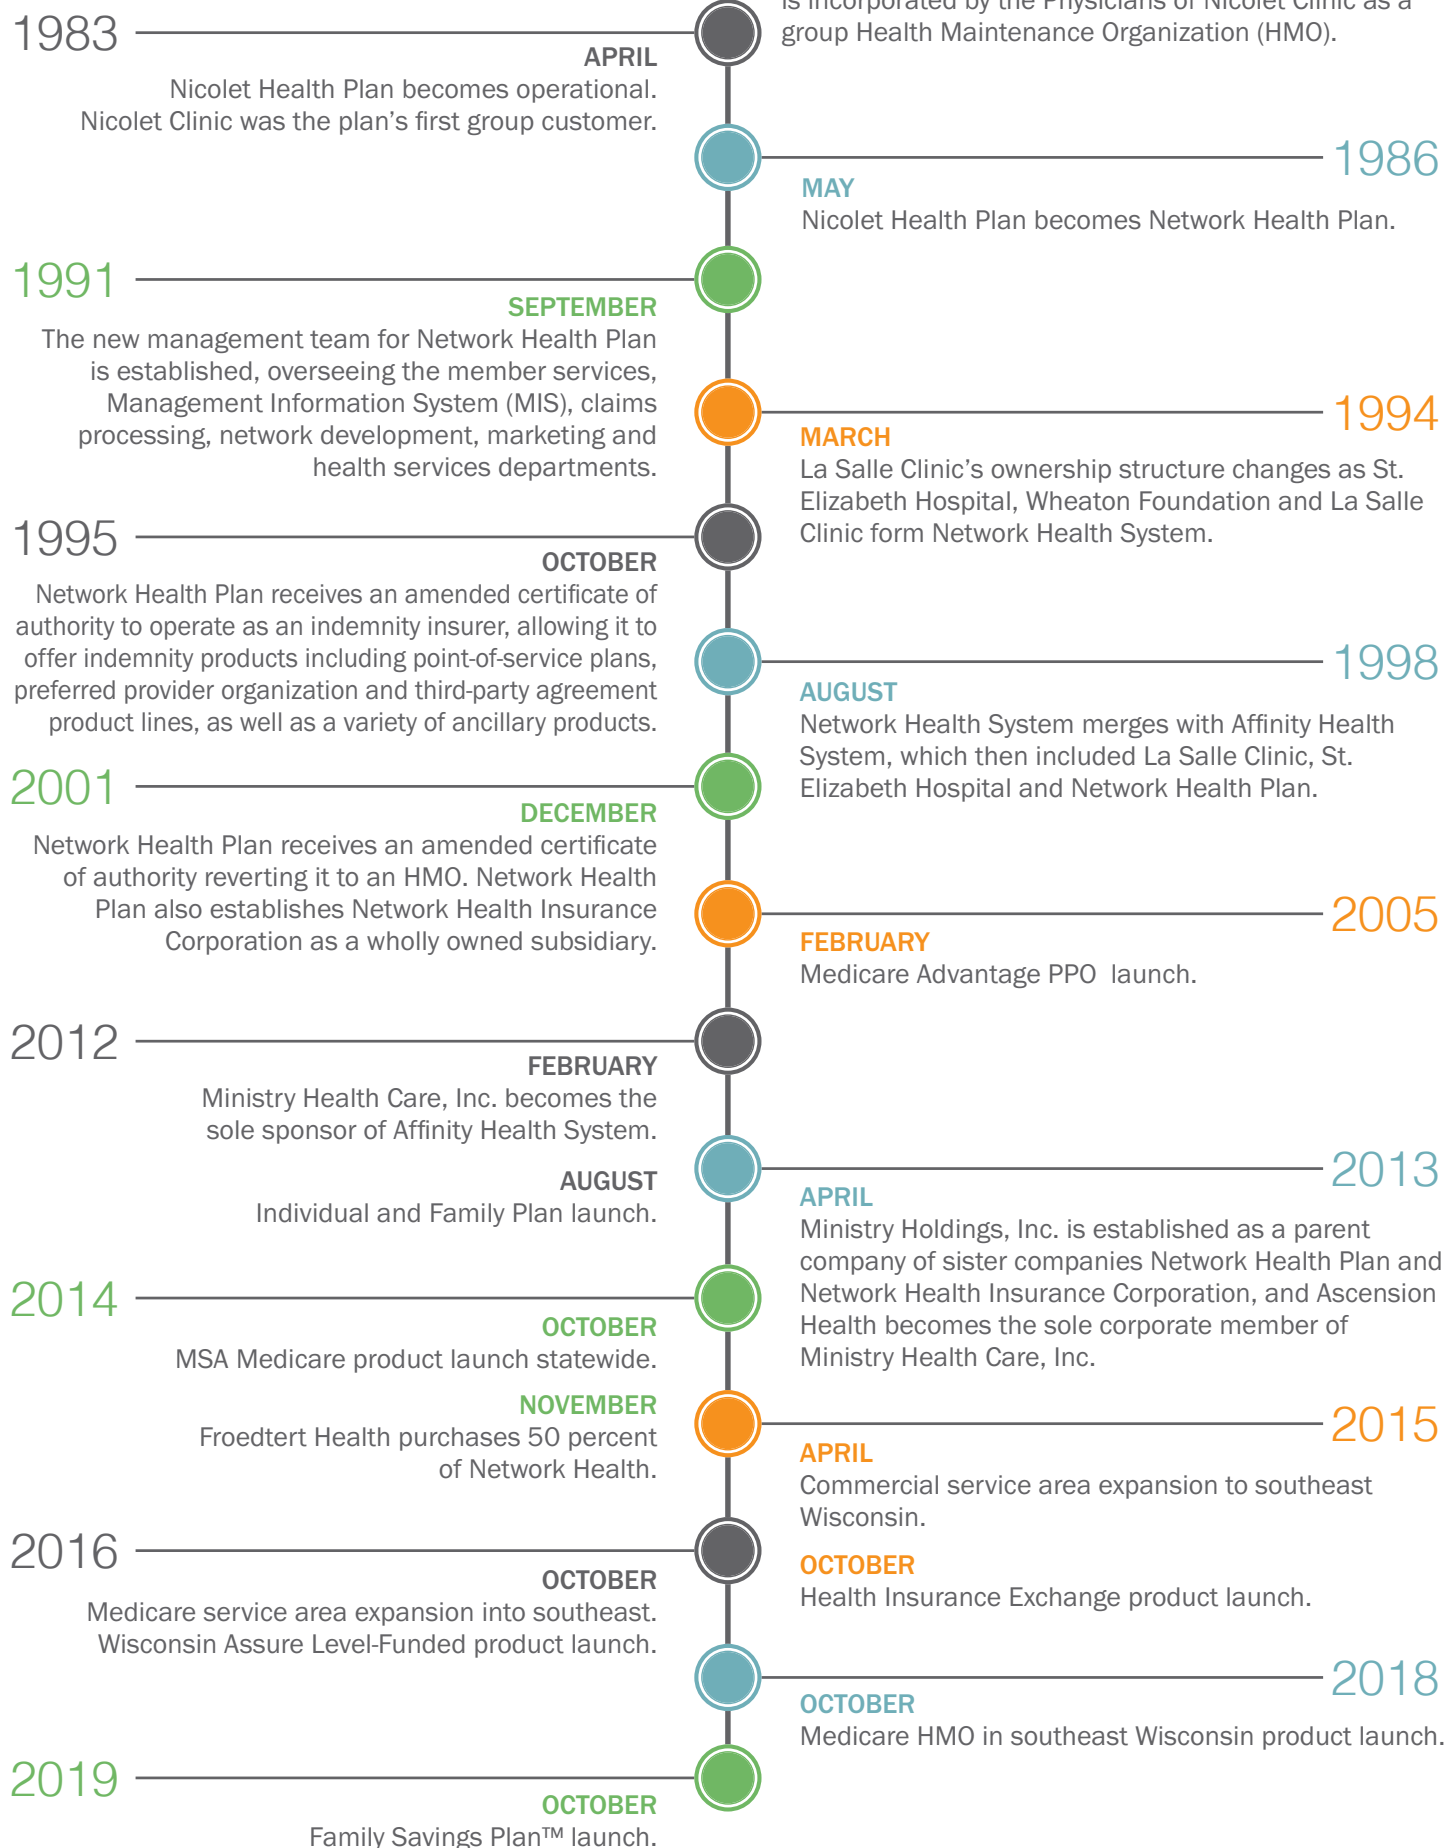 is incorporated by the Physicians of Nicolet Clinic as a
group Health Maintenance Organization (HMO).
1983
APRIL
Nicolet Health Plan becomes operational.
Nicolet Clinic was the plan’s first group customer.
1986
MAY
Nicolet Health Plan becomes Network Health Plan.
1991
SEPTEMBER
The new management team for Network Health Plan
is established, overseeing the member services,
Management Information System (MIS), claims
processing, network development, marketing and
health services departments.
1994
MARCH
La Salle Clinic’s ownership structure changes as St.
Elizabeth Hospital, Wheaton Foundation and La Salle
Clinic form Network Health System.
1995
OCTOBER
Network Health Plan receives an amended certificate of
authority to operate as an indemnity insurer, allowing it to
offer indemnity products including point-of-service plans,
preferred provider organization and third-party agreement
product lines, as well as a variety of ancillary products.
1998
AUGUST
Network Health System merges with Affinity Health
System, which then included La Salle Clinic, St.
Elizabeth Hospital and Network Health Plan.
2001
DECEMBER
Network Health Plan receives an amended certificate
of authority reverting it to an HMO. Network Health
Plan also establishes Network Health Insurance
Corporation as a wholly owned subsidiary.
2005
FEBRUARY
Medicare Advantage PPO  launch.
2012
FEBRUARY
Ministry Health Care, Inc. becomes the
sole sponsor of Affinity Health System.
AUGUST
Individual and Family Plan launch.
2013
APRIL
Ministry Holdings, Inc. is established as a parent
company of sister companies Network Health Plan and
Network Health Insurance Corporation, and Ascension
Health becomes the sole corporate member of
Ministry Health Care, Inc.
2014
OCTOBER
MSA Medicare product launch statewide.
NOVEMBER
Froedtert Health purchases 50 percent
of Network Health.
2015
APRIL
Commercial service area expansion to southeast
Wisconsin.
OCTOBER
Health Insurance Exchange product launch.
2016
OCTOBER
Medicare service area expansion into southeast.
Wisconsin Assure Level-Funded product launch.
2018
OCTOBER
Medicare HMO in southeast Wisconsin product launch.
2019
OCTOBER
Family Savings Plan™ launch.